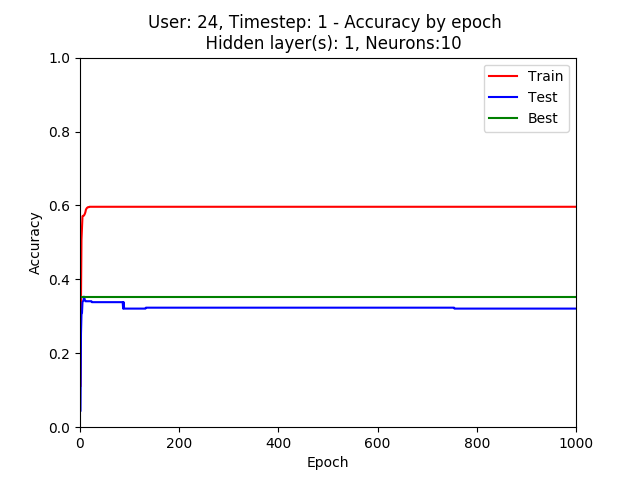 User: 24, Timestep: 1 - Accuracy by epoch
Hidden layer(s): 1, Neurons:10
1.0
0.8
0.6
0.4
0.2
0.0
Accuracy
Train
Test
Best
0 200 400 600 800 1000
Epoch